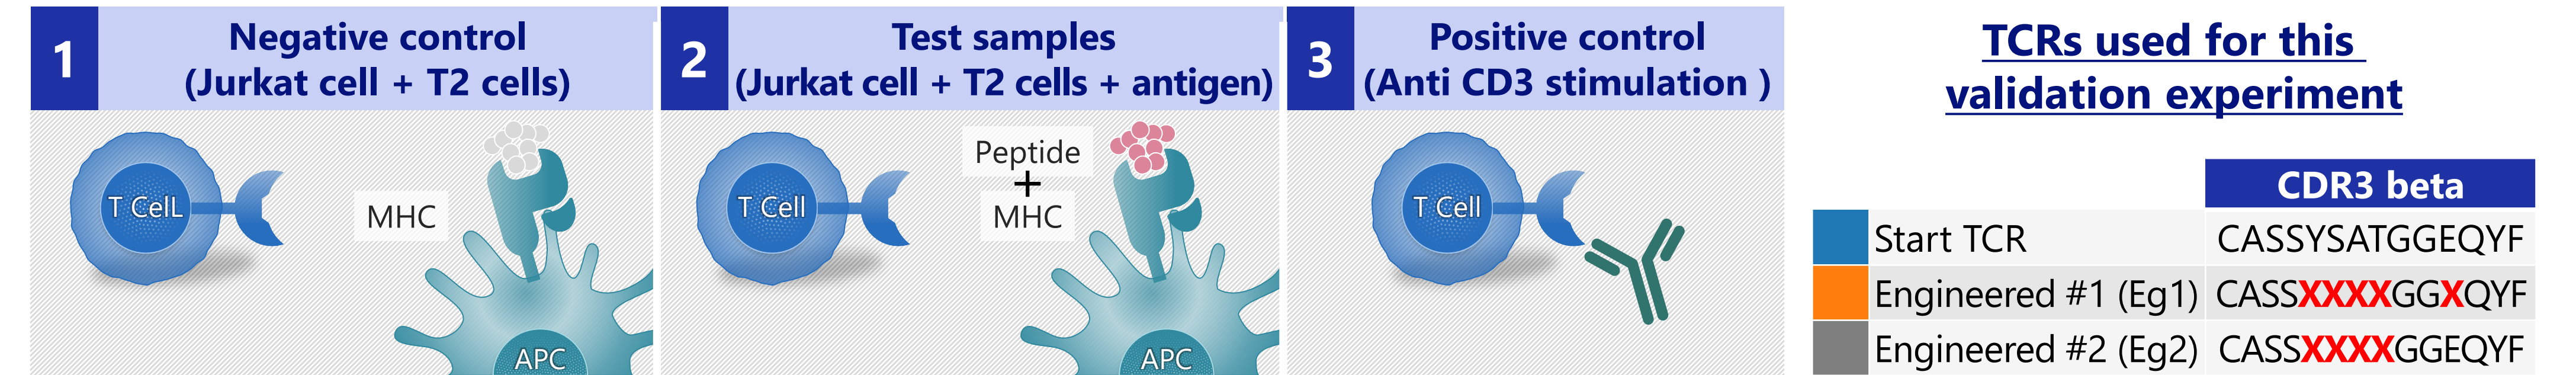 1
Negative control
(Jurkat cell + T2 cells)
T CelL
MHC
APC
2
Test samples
(Jurkat cell + T2 cells + antigen)
T Cell
Peptide
+
MHC
APC
3
Positive control
(Anti CD3 stimulation )
T Cell
TCRs used for this
validation experiment
CDR3 beta
Start TCR CASSYSATGGEQYF
Engineered #1 (Eg1) CASSXXXXGGXQYF
Engineered #2 (Eg2) CASSXXXXGGEQYF